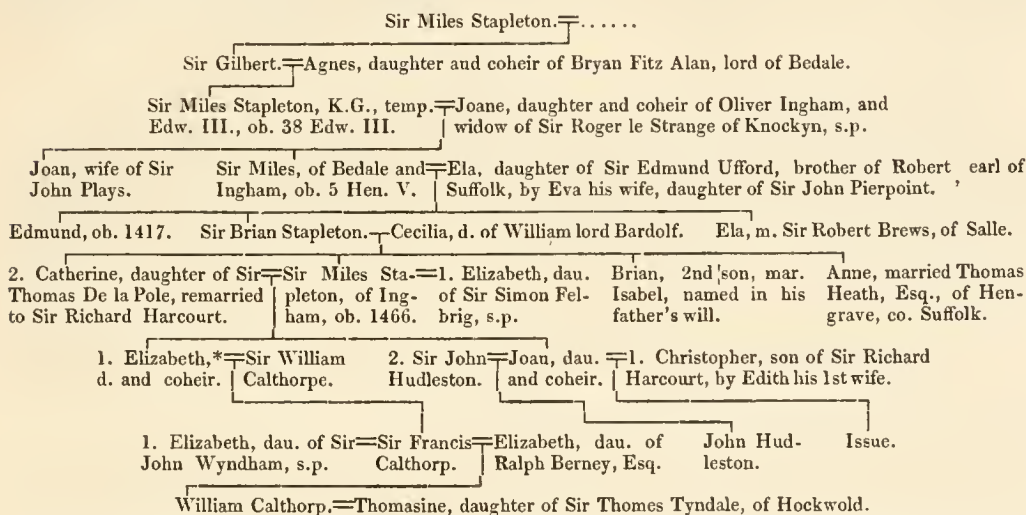 Sir Miles Stapleton.=......
Sir Gilbert.=Agnes, daughter and coheir of Bryan Fitz Alan, lord of Bedale.
Sir Miles Stapleton, K.G., temp.=Joane, daughter and coheir of Oliver Ingham, and
Edw. III., ob. 38 Edw. III. widow of Sir Roger le Strange of Knockyn, s.p.
Joan, wife of Sir Sir Miles, of Bedale and=Ela, daughter of Sir Edmund Ufford, brother of Robert earl of
John Plays. Ingham, ob. 5 Hen. V. Suffolk, by Eva his wife, daughter of Sir John Pierpoint.
Edmund, ob. 1417. Sir Brian Stapleton.=Cecilia, d. of William lord Bardolf. Ela, m. Sir Robert Brews, of Salle.
2. Catherine, daughter of Sir=Sir Miles Sta-=1. Elizabeth, dau. Brian, 2nd son, mar. Anne, married Thomas
Thomas De la Pole, remarried pleton, of Ing- of Sir Simon Fel- Isabel, named in his Heath, Esq., of Hen-
to Sir Richard Harcourt. ham, ob. 1466. brig, s.p. father's will. grave, co. Suffolk.
1. Elizabeth,*=Sir William 2. Sir John=Joan, dau. =1. Christopher, son of Sir Richard
d. and coheir. Calthorpe. Hudleston. and coheir. Harcourt, by Edith his 1st wife.
1. Elizabeth, dau. of Sir=Sir Francis=Elizabeth, dau. of John Hud- Issue.
John Wyndham, s.p. Calthorp. Ralph Berney, Esq. leston.
William Calthorp.=Thomasine, daughter of Sir Thomes Tyndale, of Hockwold.